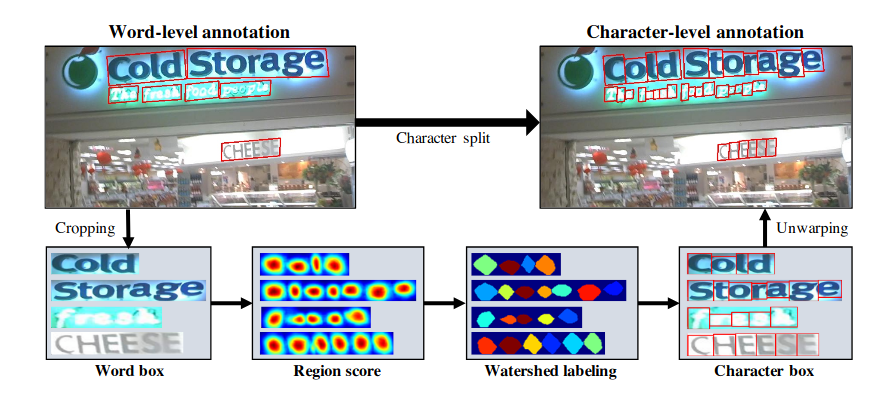 Word-level annotation
Character-level annotation
Cold Storage
The fresh food people
CHEESE
Character split
Cold Storage
The fresh food people
CHEESE
Cropping
Unwarping
Cold
Storage
fresh
CHEESE
Cold
Storage
fresh
CHEESE
Word box
Region score
Watershed labeling
Character box